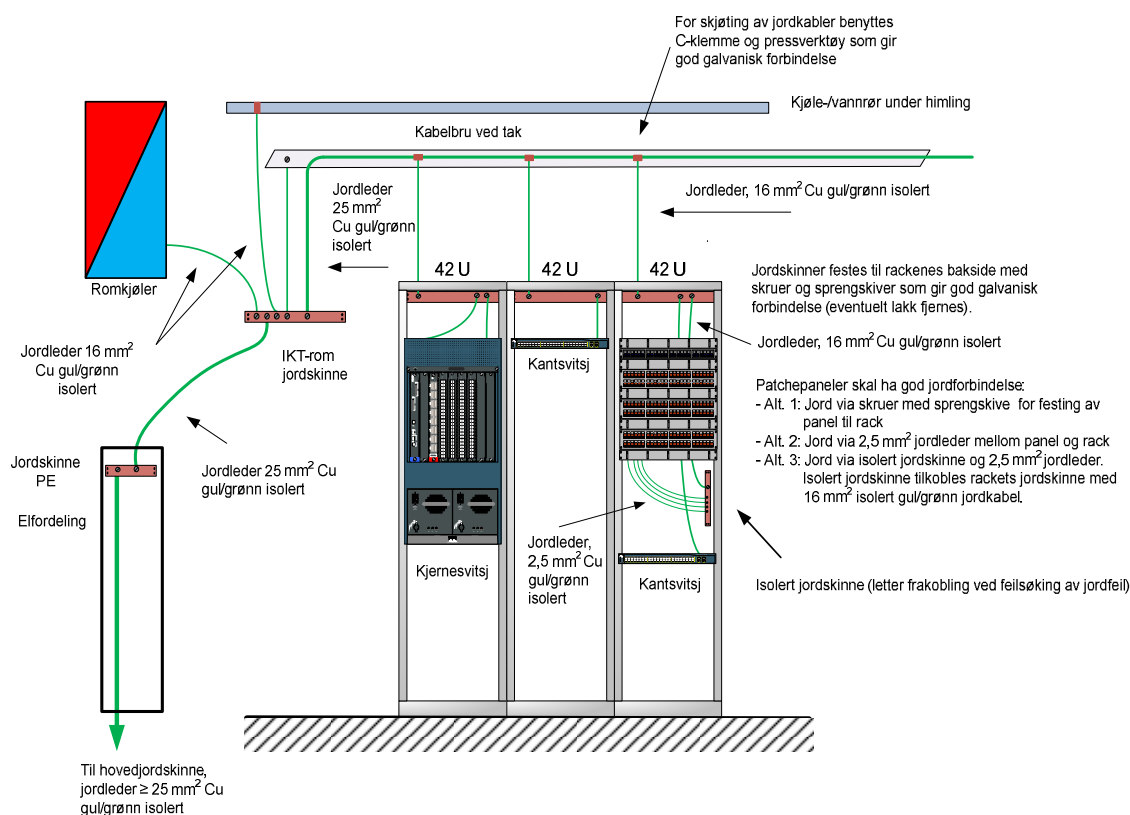 For skjøting av jordkabler benyttes
C-klemme og pressverktøy som gir
god galvanisk forbindelse
Kjøle-/vannrør under himling
Kabelbru ved tak
Jordleder
25 mm²
Cu gul/grønn
isolert
Jordleder, 16 mm² Cu gul/grønn isolert
Romkjøler
42 U
42 U
42 U
Jordskinner festes til rackenes bakside med
skruer og sprengskiver som gir god galvanisk
forbindelse (eventuelt lakk fjernes).
Jordleder 16 mm²
Cu gul/grønn
isolert
IKT-rom
jordskinne
Jordleder, 16 mm² Cu gul/grønn isolert
Kantsvitsj
Patchepaneler skal ha god jordforbindelse:
- Alt. 1: Jord via skruer med sprengskive for festing av
panel til rack
- Alt. 2: Jord via 2,5 mm² jordleder mellom panel og rack
- Alt. 3: Jord via isolert jordskinne og 2,5 mm² jordleder.
Isolert jordskinne tilkobles rackets jordskinne med
16 mm² isolert gul/grønn jordkabel.
Jordskinne
PE
Jordleder 25 mm² Cu
gul/grønn isolert
Elfordeling
Jordleder,
2,5 mm² Cu
gul/grønn
isolert
Kjernesvitsj
Kantsvitsj
Isolert jordskinne (letter frakobling ved feilsøking av jordfeil)
Til hovedjordskinne,
jordleder ≥ 25 mm² Cu
gul/grønn isolert